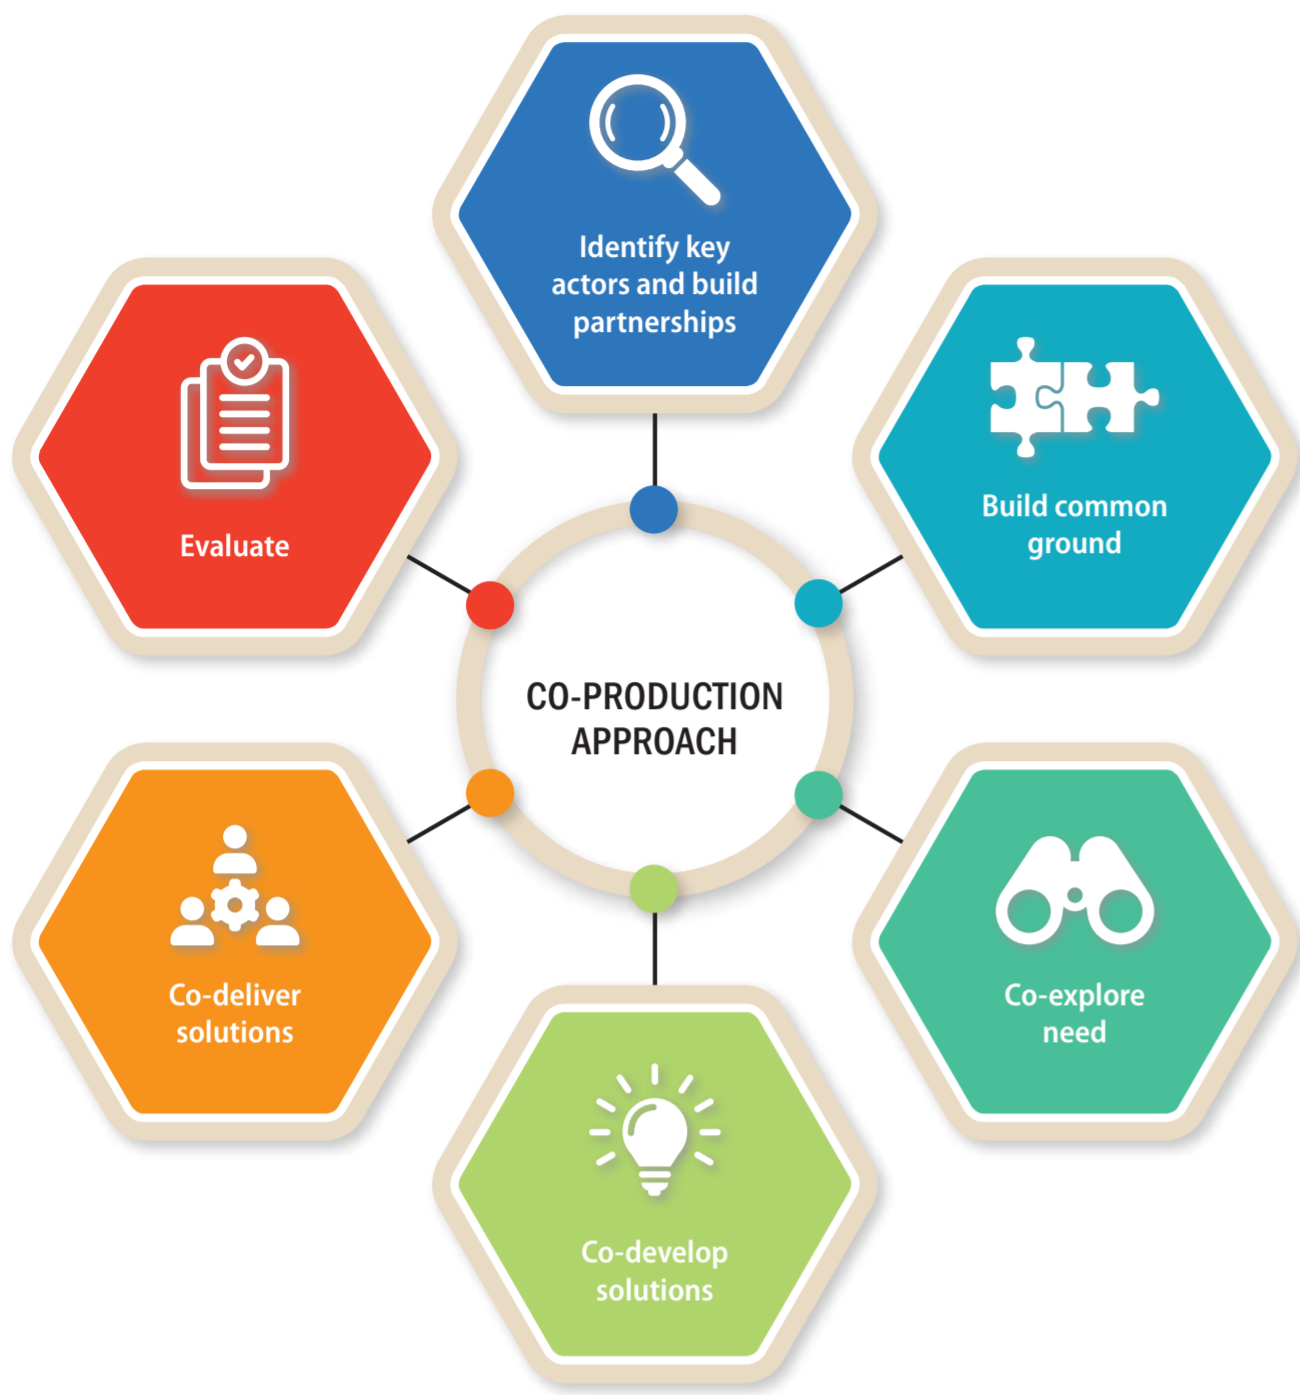 Identify key
actors and build
partnerships
Build common
ground
Co-explore
need
Co-develop
solutions
Co-deliver
solutions
Evaluate
CO-PRODUCTION
APPROACH